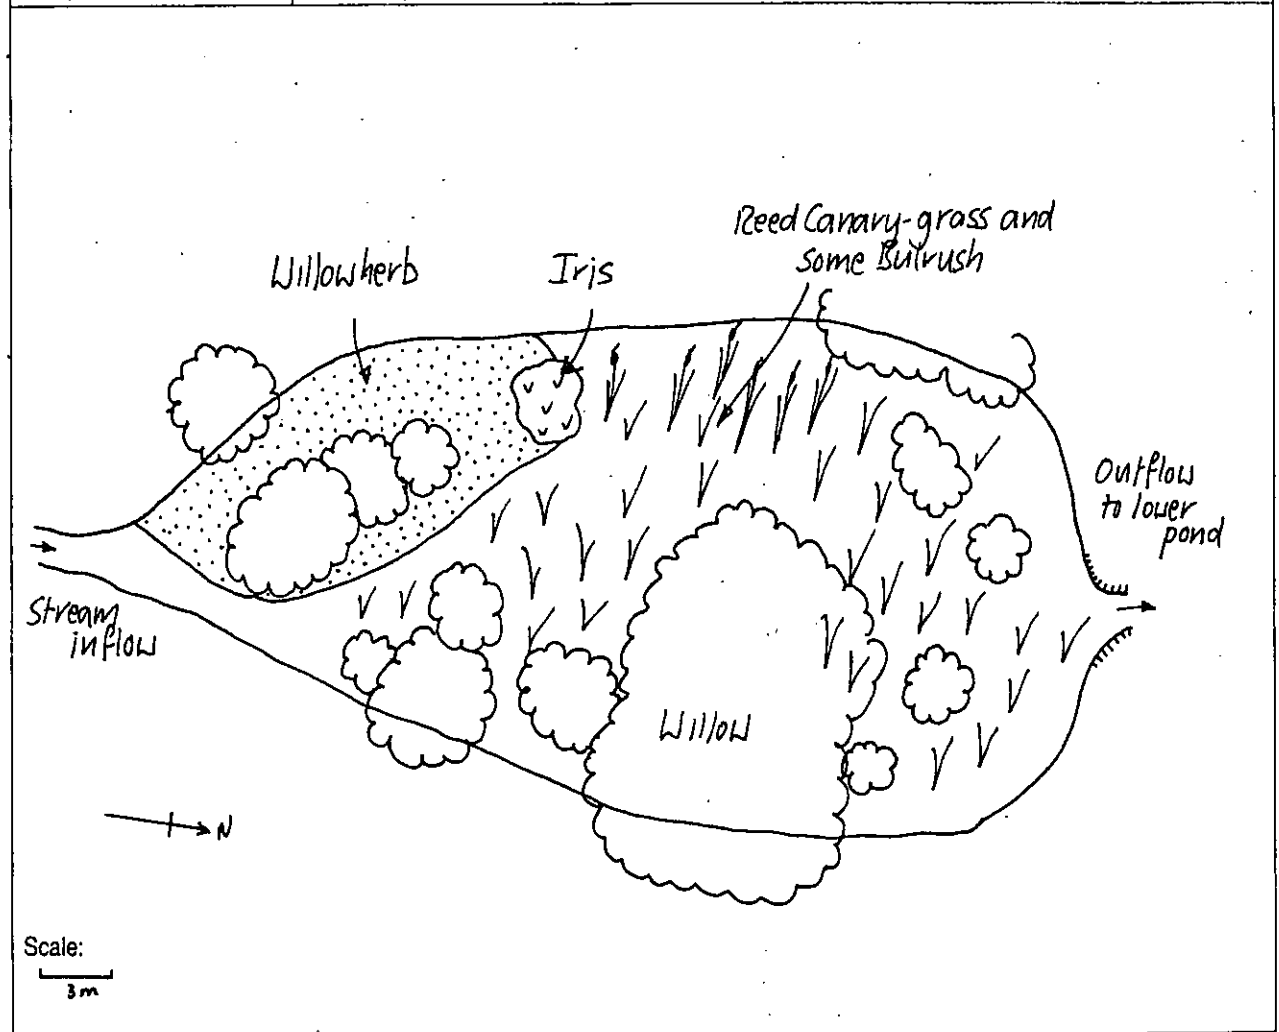 Reed Canary-grass and
some Bulrush
Willowherb
Iris
Outflow
to lower
pond
Stream
inflow
Willow
N
Scale:
3m